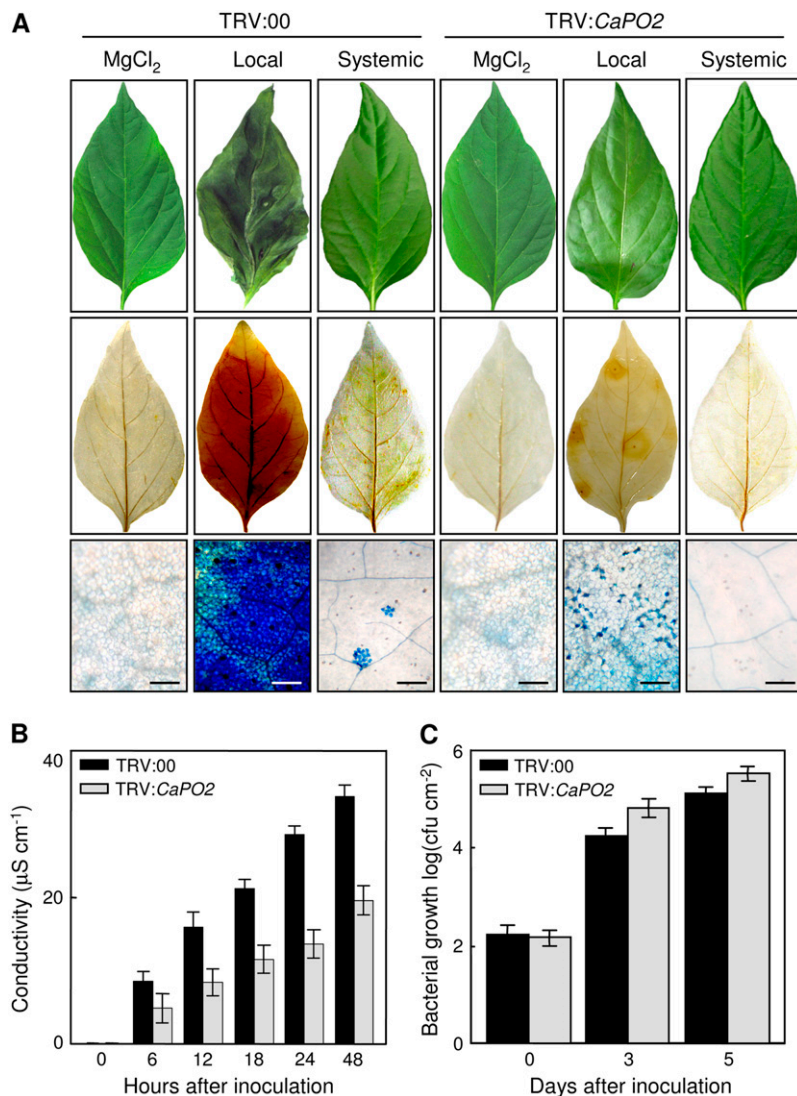 A
TRV:00 TRV:CaPO2
MgCl₂ Local Systemic MgCl₂ Local Systemic
B
40
20
0
Conductivity (µS cm⁻¹)
TRV:00
TRV:CaPO2
0 6 12 18 24 48
Hours after inoculation
C
6
4
2
0
Bacterial growth log(cfu cm⁻²)
TRV:00
TRV:CaPO2
0 3 5
Days after inoculation